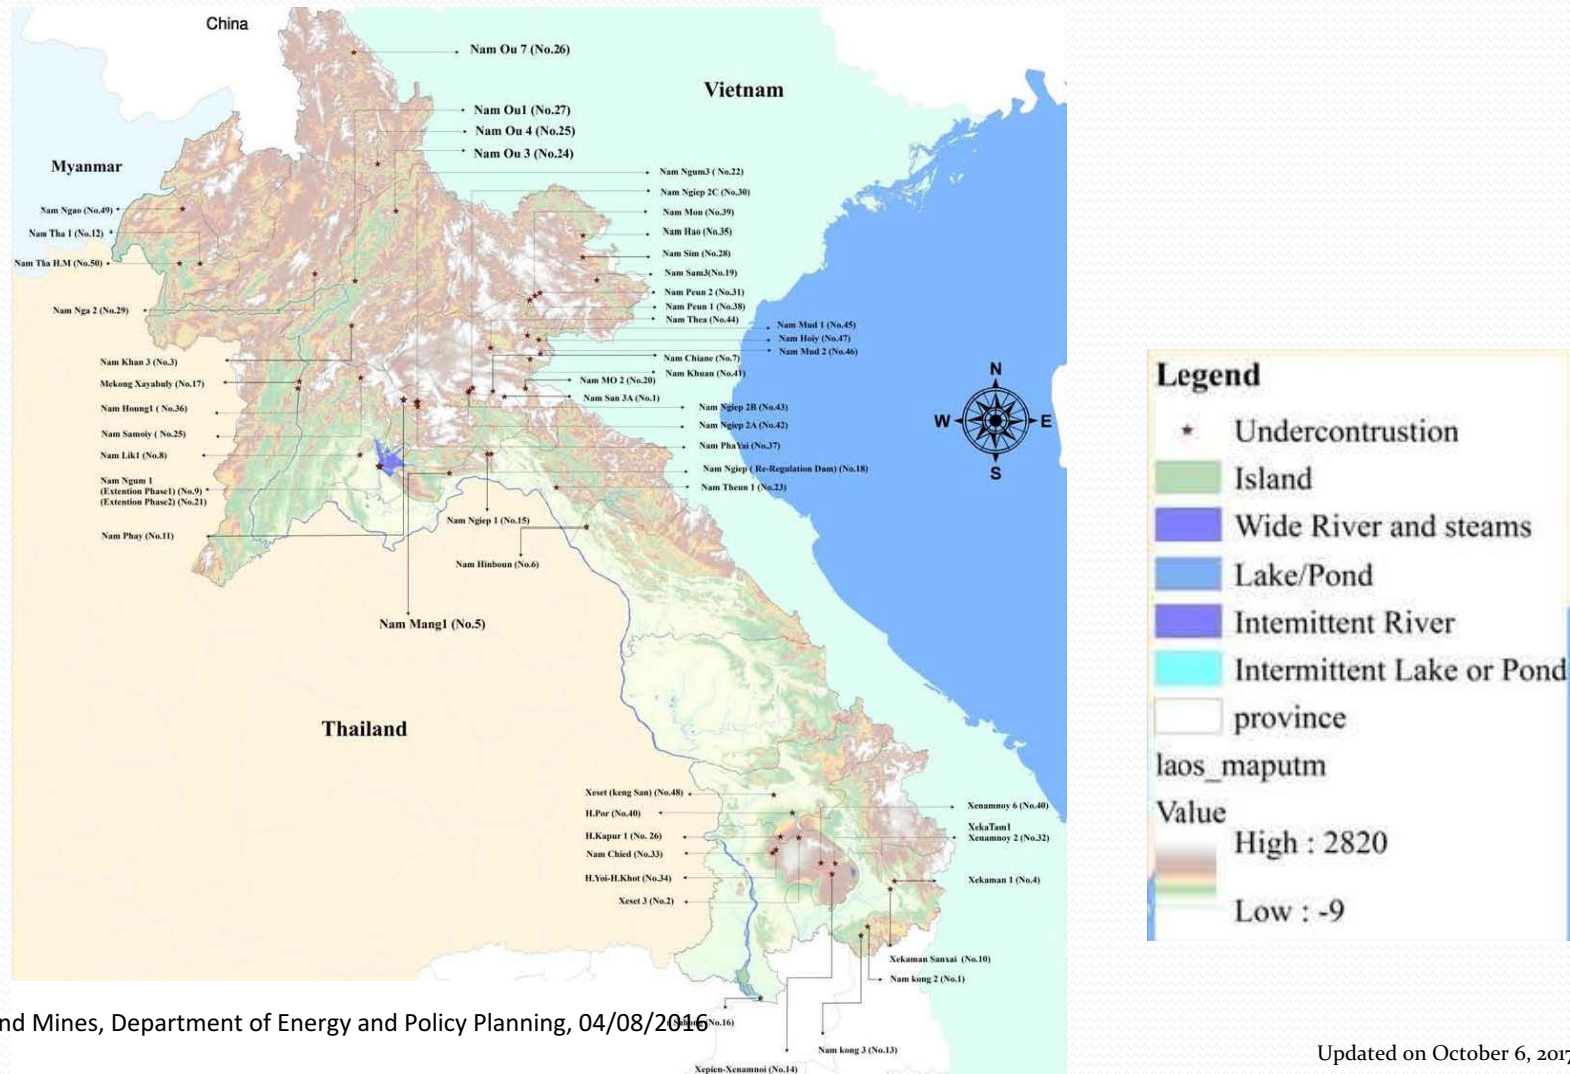 China
Nam Ou 7 (No.26)
Vietnam
Nam Ou1 (No.27)
Nam Ou 4 (No.25)
Nam Ou 3 (No.24)
Myanmar
Nam Ngum3 ( No.22)
Nam Ngiep 2C (No.30)
Nam Ngao (No.49)
Nam Mon (No.39)
Nam Tha 1 (No.12)
Nam Hao (No.35)
Nam Sim (No.28)
Nam Tha H.M (No.50)
Nam Sam3(No.19)
Nam Peun 2 (No.31)
Nam Nga 2 (No.29)
Nam Peun 1 (No.38)
Nam Thea (No.44)
Nam Mud 1 (No.45)
Nam Hoiy (No.47)
Nam Mud 2 (No.46)
Nam Khan 3 (No.3)
Nam Chiane (No.7)
Nam Khuan (No.41)
Mekong Xayabuly (No.17)
Nam MO 2 (No.20)
Nam San 3A (No.1)
Nam Houng1 ( No.36)
Nam Ngiep 2B (No.43)
Nam Ngiep 2A (No.42)
Nam Samoiy ( No.25)
Nam PhaYai (No.37)
Nam Lik1 (No.8)
Nam Ngiep ( Re-Regulation Dam) (No.18)
Nam Ngum 1
(Extention Phase1) (No.9)
(Extention Phase2) (No.21)
Nam Theun 1 (No.23)
Nam Ngiep 1 (No.15)
Nam Phay (No.11)
Nam Hinboun (No.6)
Nam Mang1 (No.5)
Thailand
N
W
E
S
Xeset (keng San) (No.48)
H.Por (No.40)
H.Kapur 1 (No. 26)
Nam Chied (No.33)
H.Yoi-H.Khot (No.34)
Xeset 3 (No.2)
Xenamnoy 6 (No.40)
XekaTam1
Xenamnoy 2 (No.32)
Xekaman 1 (No.4)
Xekaman Sanxai (No.10)
Nam kong 2 (No.1)
(No.16)
Nam kong 3 (No.13)
Xepien-Xenamnoi (No.14)
Legend
Undercontrustion
Island
Wide River and steams
Lake/Pond
Intemittent River
Intermittent Lake or Pond
province
laos_maputm
Value
High : 2820
Low : -9
nd Mines, Department of Energy and Policy Planning, 04/08/2016
Updated on October 6, 2017